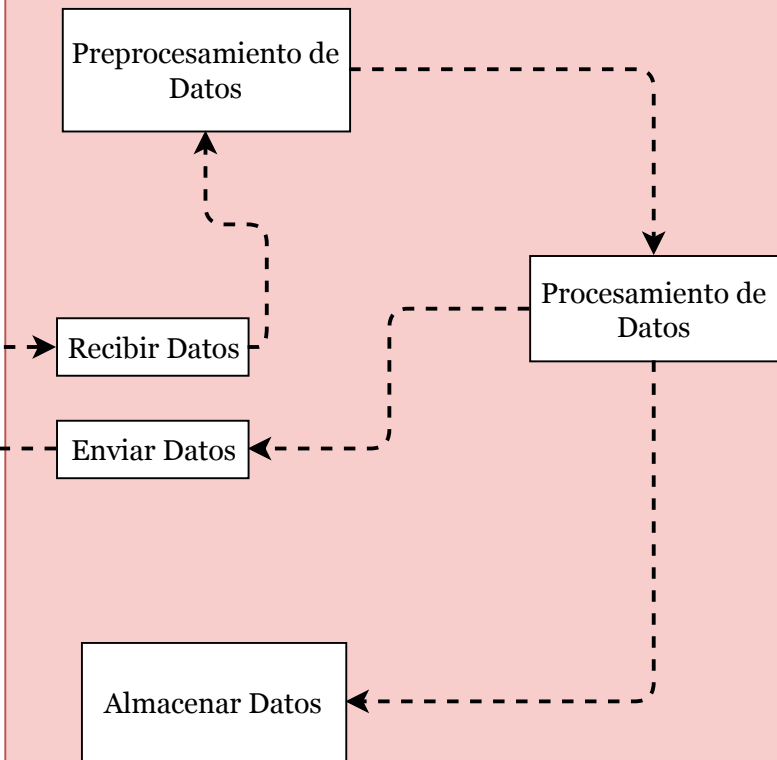 Preprocesamiento de
Datos
Procesamiento de
Datos
Recibir Datos
Enviar Datos
Almacenar Datos